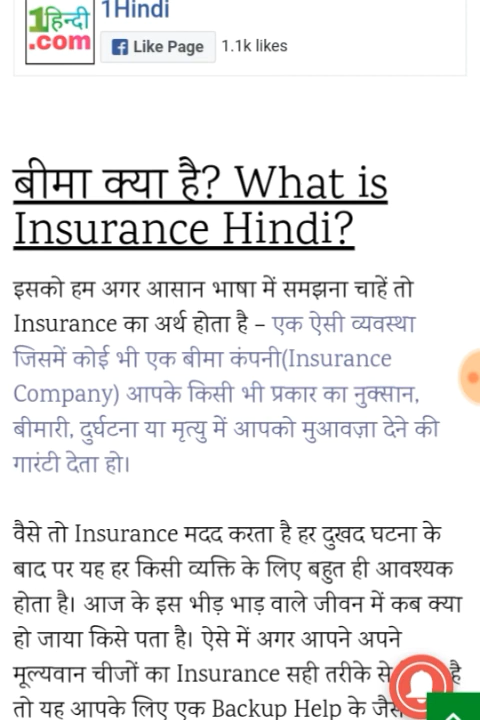 1हिन्दी
.com
1Hindi
Like Page
1.1k likes
बीमा क्या है? What is
Insurance Hindi?
इसको हम अगर आसान भाषा में समझना चाहें तो
Insurance का अर्थ होता है – एक ऐसी व्यवस्था
जिसमें कोई भी एक बीमा कंपनी(Insurance
Company) आपके किसी भी प्रकार का नुक्सान,
बीमारी, दुर्घटना या मृत्यु में आपको मुआवज़ा देने की
गारंटी देता हो।
वैसे तो Insurance मदद करता है हर दुखद घटना के
बाद पर यह हर किसी व्यक्ति के लिए बहुत ही आवश्यक
होता है। आज के इस भीड़ भाड़ वाले जीवन में कब क्या
हो जाया किसे पता है। ऐसे में अगर आपने अपने
मूल्यवान चीजों का Insurance सही तरीके से है
तो यह आपके लिए एक Backup Help के